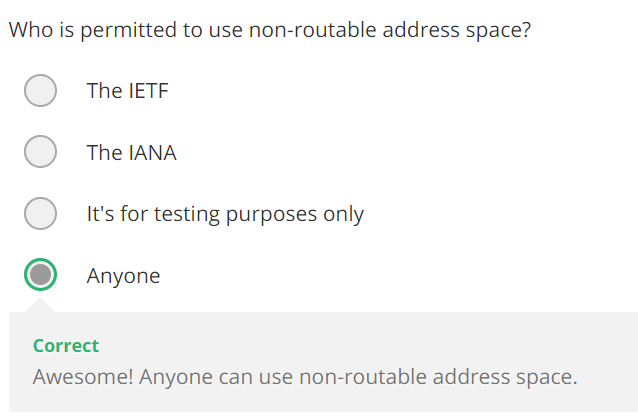 Who is permitted to use non-routable address space?
The IETF
The IANA
It's for testing purposes only
Anyone
Correct
Awesome! Anyone can use non-routable address space.